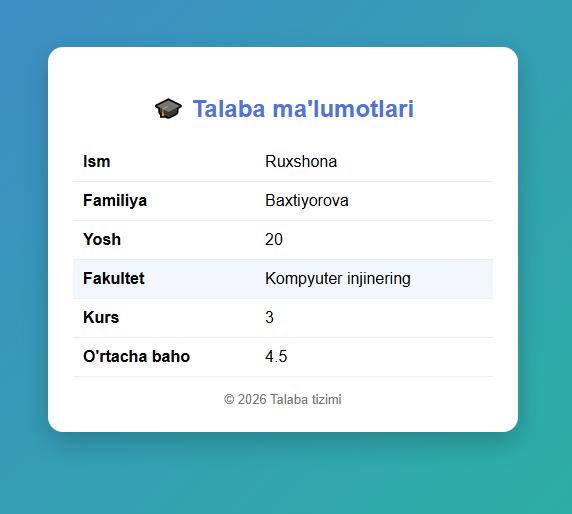 🎓 Talaba ma'lumotlari
Ism Ruxshona
Familiya Baxtiyorova
Yosh 20
Fakultet Kompyuter injinering
Kurs 3
O'rtacha baho 4.5
© 2026 Talaba tizimi